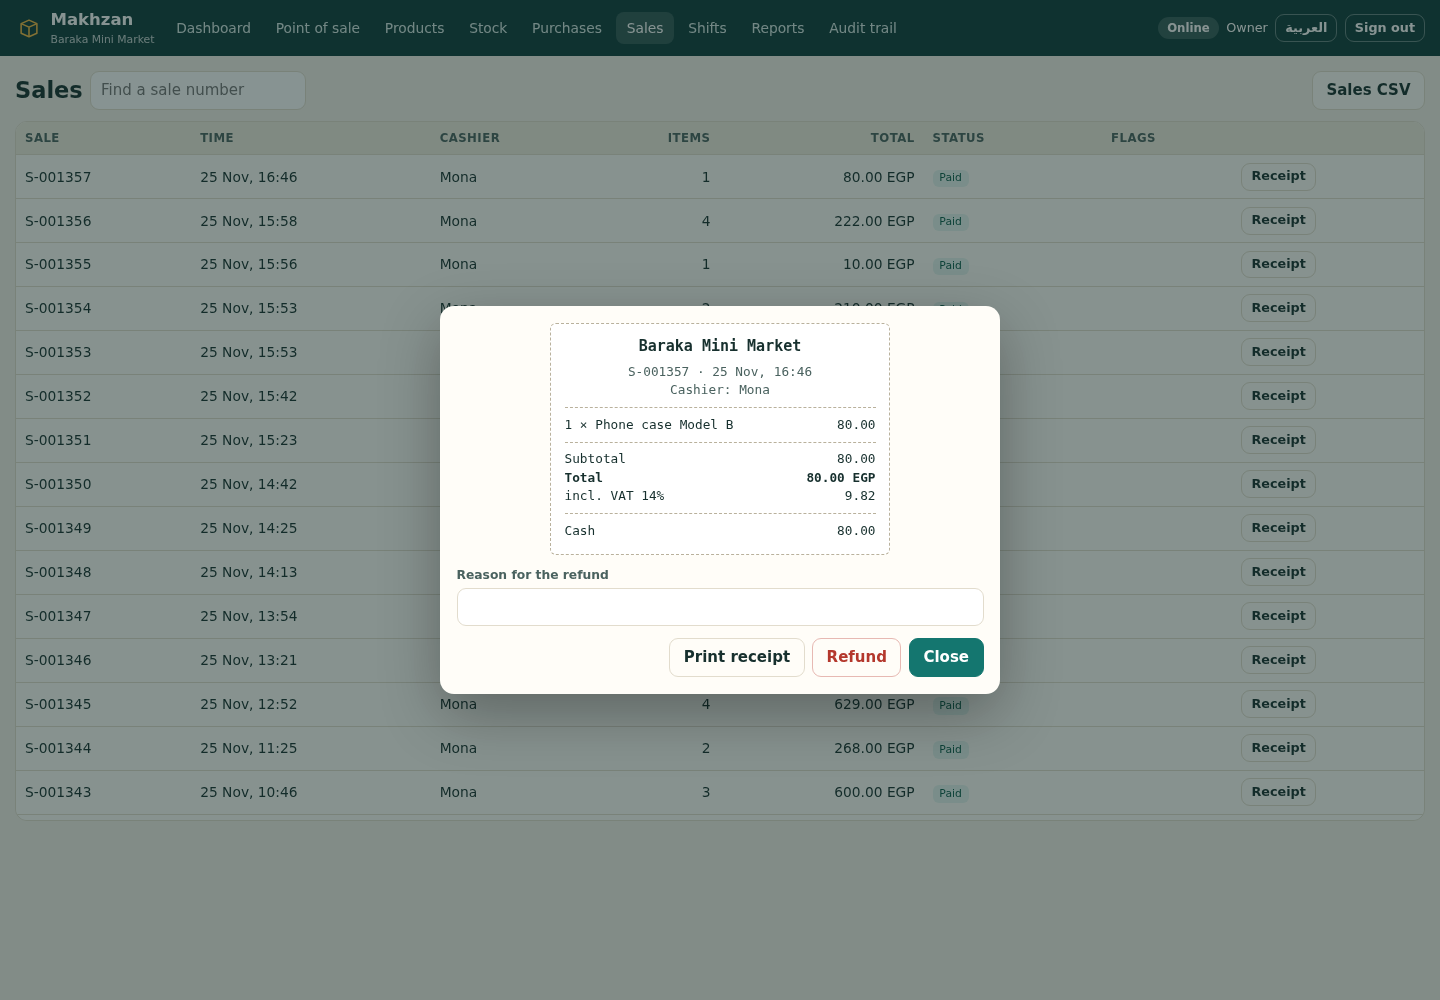 Makhzan
Baraka Mini Market
Dashboard Point of sale Products Stock Purchases Sales Shifts Reports Audit trail
Online Owner العربية Sign out
Sales Find a sale number Sales CSV
SALE TIME CASHIER ITEMS TOTAL STATUS FLAGS
S-001357 25 Nov, 16:46 Mona 1 80.00 EGP Paid Receipt
S-001356 25 Nov, 15:58 Mona 4 222.00 EGP Paid Receipt
S-001355 25 Nov, 15:56 Mona 1 10.00 EGP Paid Receipt
S-001354 25 Nov, 15:53 Receipt
S-001353 25 Nov, 15:53 Receipt
S-001352 25 Nov, 15:42 Receipt
S-001351 25 Nov, 15:23 Receipt
S-001350 25 Nov, 14:42 Receipt
S-001349 25 Nov, 14:25 Receipt
S-001348 25 Nov, 14:13 Receipt
S-001347 25 Nov, 13:54 Receipt
S-001346 25 Nov, 13:21 Receipt
S-001345 25 Nov, 12:52 Mona 4 629.00 EGP Paid Receipt
S-001344 25 Nov, 11:25 Mona 2 268.00 EGP Paid Receipt
S-001343 25 Nov, 10:46 Mona 3 600.00 EGP Paid Receipt
Baraka Mini Market
S-001357 · 25 Nov, 16:46
Cashier: Mona
1 × Phone case Model B 80.00
Subtotal 80.00
Total 80.00 EGP
incl. VAT 14% 9.82
Cash 80.00
Reason for the refund
Print receipt Refund Close